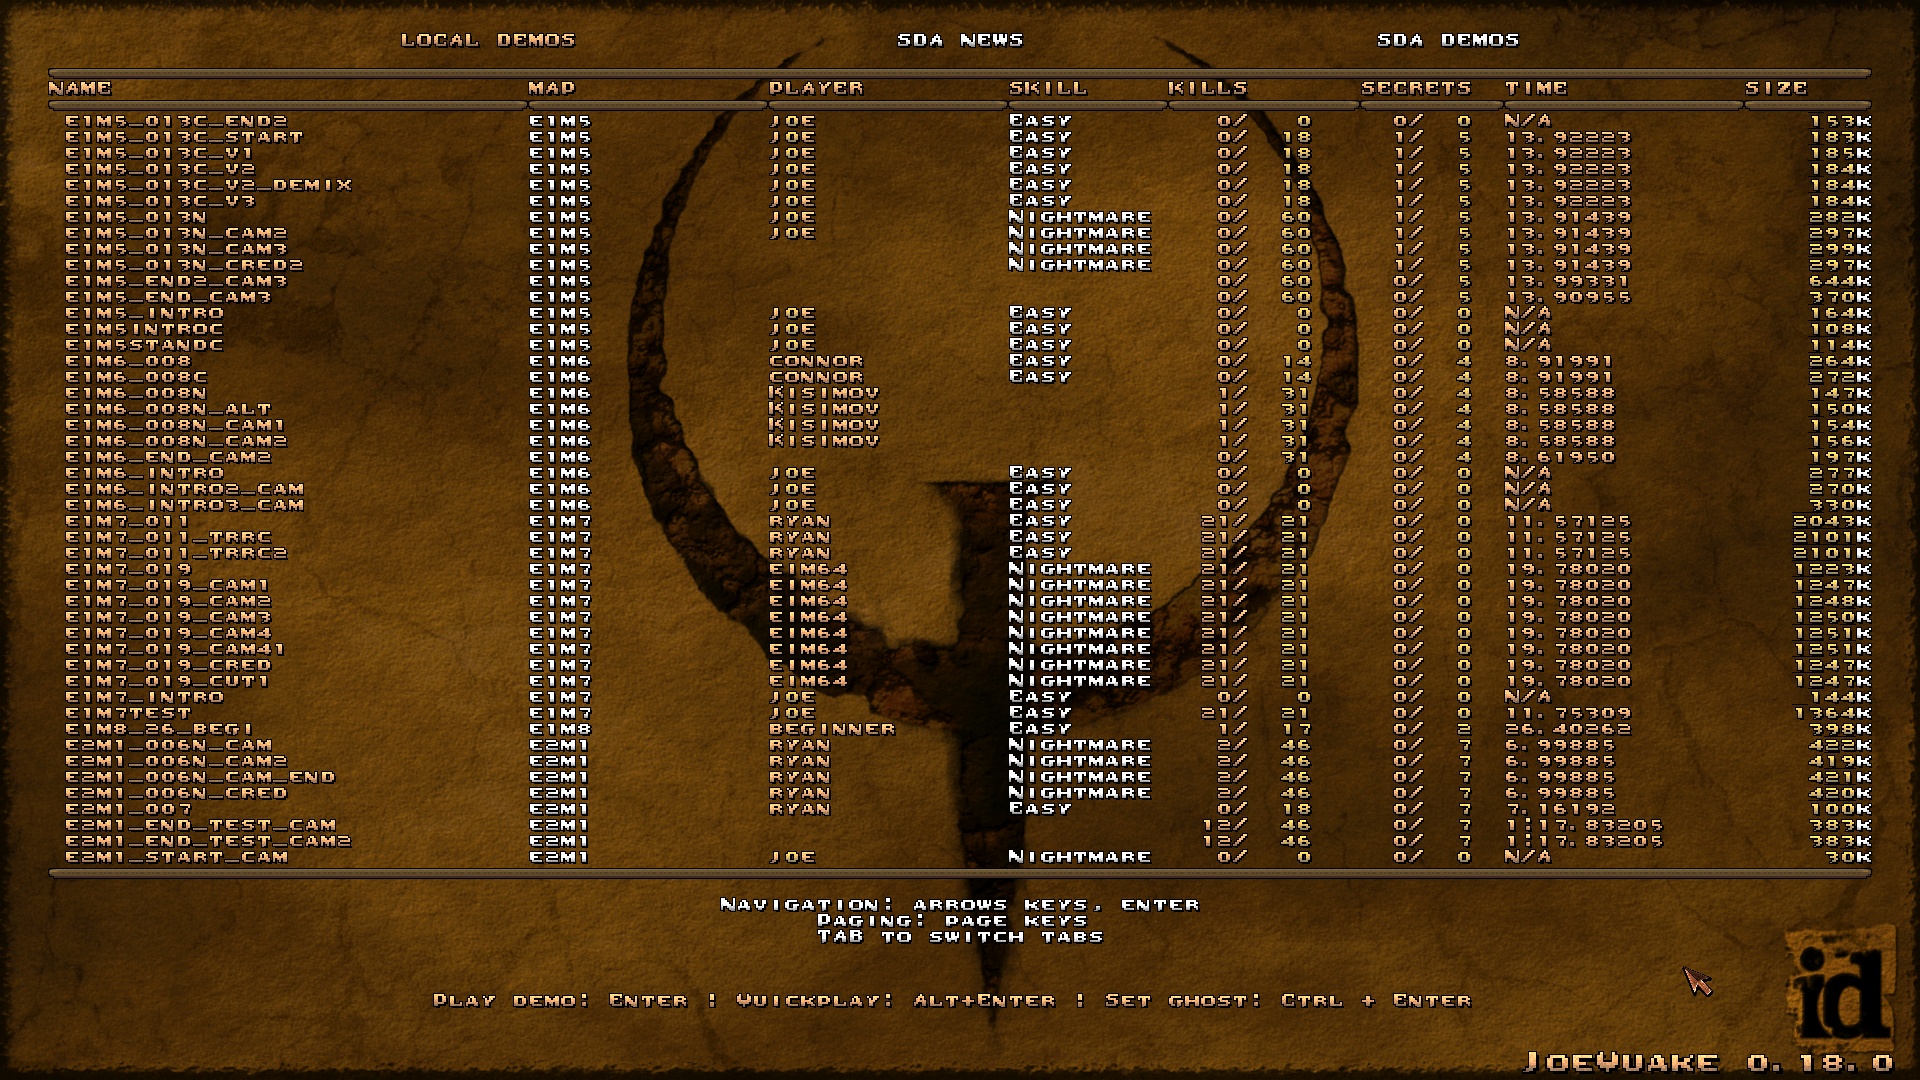 LOCAL DEMOS SDA NEWS SDA DEMOS
NAME MAP PLAYER SKILL KILLS SECRETS TIME SIZE
E1M5_013C_END2 E1M5 JOE EASY 0/ 0 0/ 0 N/A 153K
E1M5_013C_START E1M5 JOE EASY 0/ 18 1/ 5 13.92223 183K
E1M5_013C_V1 E1M5 JOE EASY 0/ 18 1/ 5 13.92223 185K
E1M5_013C_V2 E1M5 JOE EASY 0/ 18 1/ 5 13.92223 184K
E1M5_013C_V2_DEMIX E1M5 JOE EASY 0/ 18 1/ 5 13.92223 184K
E1M5_013C_V3 E1M5 JOE EASY 0/ 18 1/ 5 13.92223 184K
E1M5_013N E1M5 JOE NIGHTMARE 0/ 60 1/ 5 13.91439 282K
E1M5_013N_CAM2 E1M5 JOE NIGHTMARE 0/ 60 1/ 5 13.91439 297K
E1M5_013N_CAM3 E1M5 NIGHTMARE 0/ 60 1/ 5 13.91439 299K
E1M5_013N_CRED2 E1M5 NIGHTMARE 0/ 60 1/ 5 13.91439 297K
E1M5_END2_CAM3 E1M5 0/ 60 0/ 5 13.99331 644K
E1M5_END_CAM3 E1M5 0/ 60 0/ 5 13.90955 370K
E1M5_INTRO E1M5 JOE EASY 0/ 0 0/ 0 N/A 164K
E1M5INTROC E1M5 JOE EASY 0/ 0 0/ 0 N/A 108K
E1M5STANDC E1M5 JOE EASY 0/ 0 0/ 0 N/A 114K
E1M6_008 E1M6 CONNOR EASY 0/ 14 0/ 4 8.91991 264K
E1M6_008C E1M6 CONNOR EASY 0/ 14 0/ 4 8.91991 272K
E1M6_008N E1M6 KISIMOV 1/ 31 0/ 4 8.58588 147K
E1M6_008N_ALT E1M6 KISIMOV 1/ 31 0/ 4 8.58588 150K
E1M6_008N_CAM1 E1M6 KISIMOV 1/ 31 0/ 4 8.58588 154K
E1M6_008N_CAM2 E1M6 KISIMOV 1/ 31 0/ 4 8.58588 156K
E1M6_END_CAM2 E1M6 0/ 31 0/ 4 8.61950 197K
E1M6_INTRO E1M6 JOE EASY 0/ 0 0/ 0 N/A 277K
E1M6_INTRO2_CAM E1M6 JOE EASY 0/ 0 0/ 0 N/A 270K
E1M6_INTRO3_CAM E1M6 JOE EASY 0/ 0 0/ 0 N/A 330K
E1M7_011 E1M7 RYAN EASY 21/ 21 0/ 0 11.57125 2043K
E1M7_011_TRRC E1M7 RYAN EASY 21/ 21 0/ 0 11.57125 2101K
E1M7_011_TRRC2 E1M7 RYAN EASY 21/ 21 0/ 0 11.57125 2101K
E1M7_019 E1M7 EIM64 NIGHTMARE 21/ 21 0/ 0 19.78020 1223K
E1M7_019_CAM1 E1M7 EIM64 NIGHTMARE 21/ 21 0/ 0 19.78020 1247K
E1M7_019_CAM2 E1M7 EIM64 NIGHTMARE 21/ 21 0/ 0 19.78020 1248K
E1M7_019_CAM3 E1M7 EIM64 NIGHTMARE 21/ 21 0/ 0 19.78020 1250K
E1M7_019_CAM4 E1M7 EIM64 NIGHTMARE 21/ 21 0/ 0 19.78020 1251K
E1M7_019_CAM41 E1M7 EIM64 NIGHTMARE 21/ 21 0/ 0 19.78020 1251K
E1M7_019_CRED E1M7 EIM64 NIGHTMARE 21/ 21 0/ 0 19.78020 1247K
E1M7_019_CUT1 E1M7 EIM64 NIGHTMARE 21/ 21 0/ 0 19.78020 1247K
E1M7_INTRO E1M7 JOE EASY 0/ 0 0/ 0 N/A 144K
E1M7TEST E1M7 JOE EASY 21/ 21 0/ 0 11.75309 1364K
E1M8_26_BEGI E1M8 BEGINNER EASY 1/ 17 0/ 2 26.40262 398K
E2M1_006N_CAM E2M1 RYAN NIGHTMARE 2/ 46 0/ 7 6.99885 422K
E2M1_006N_CAM2 E2M1 RYAN NIGHTMARE 2/ 46 0/ 7 6.99885 419K
E2M1_006N_CAM_END E2M1 RYAN NIGHTMARE 2/ 46 0/ 7 6.99885 421K
E2M1_006N_CRED E2M1 RYAN NIGHTMARE 2/ 46 0/ 7 6.99885 420K
E2M1_007 E2M1 RYAN EASY 0/ 18 0/ 7 7.16192 100K
E2M1_END_TEST_CAM E2M1 12/ 46 0/ 7 1:17.83205 383K
E2M1_END_TEST_CAM2 E2M1 12/ 46 0/ 7 1:17.83205 383K
E2M1_START_CAM E2M1 JOE NIGHTMARE 0/ 0 0/ 0 N/A 30K
NAVIGATION: ARROWS KEYS, ENTER
PAGING: PAGE KEYS
TAB TO SWITCH TABS
PLAY DEMO: ENTER | QUICKPLAY: ALT+ENTER | SET GHOST: CTRL + ENTER
id
JOEQUAKE 0.18.0